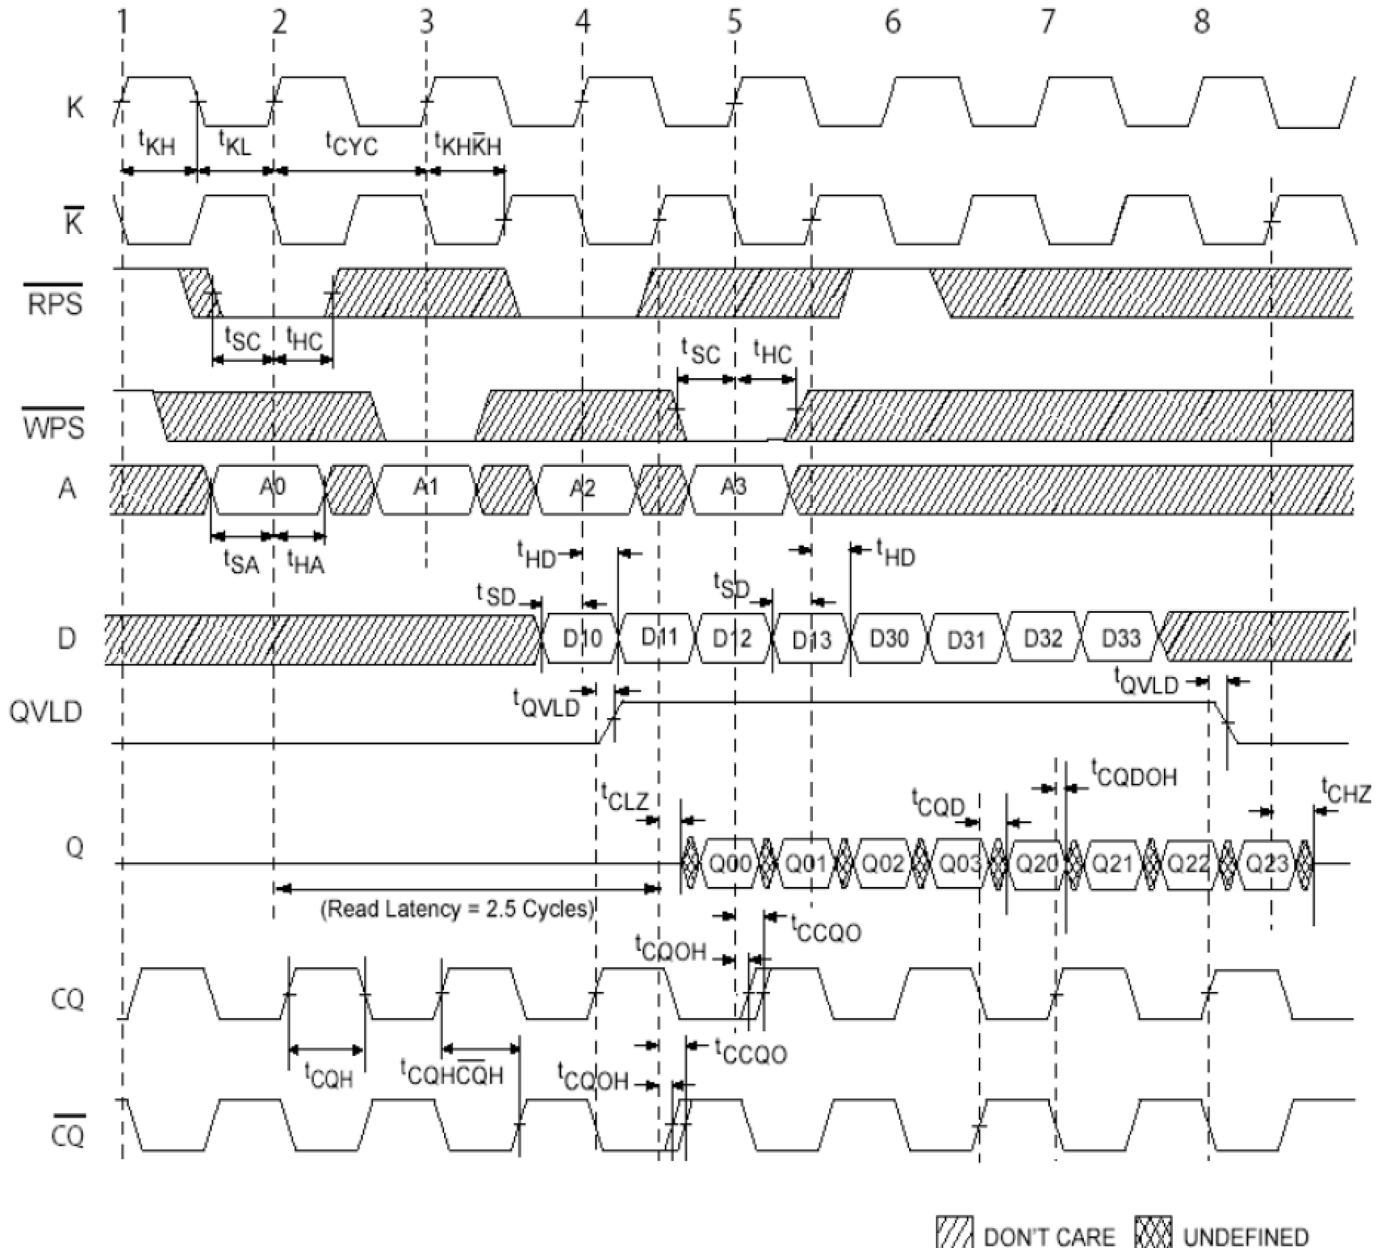 1 2 3 4 5 6 7 8
K
tKH tKL tCYC tKHK̅H
K̅
R̅P̅S̅
tSC tHC
tSC tHC
W̅P̅S̅
A A0 A1 A2 A3
tSA tHA
tHD tHD
tSD tSD
D D10 D11 D12 D13 D30 D31 D32 D33
tQVLD tQVLD
QVLD
tCLZ tCQD tCQDOH tCHZ
Q Q00 Q01 Q02 Q03 Q20 Q21 Q22 Q23
(Read Latency = 2.5 Cycles)
tCCQO
tCQOH
CQ
tCCQO
tCQH tCQHC̅Q̅H tCQOH
C̅Q̅
DON'T CARE UNDEFINED